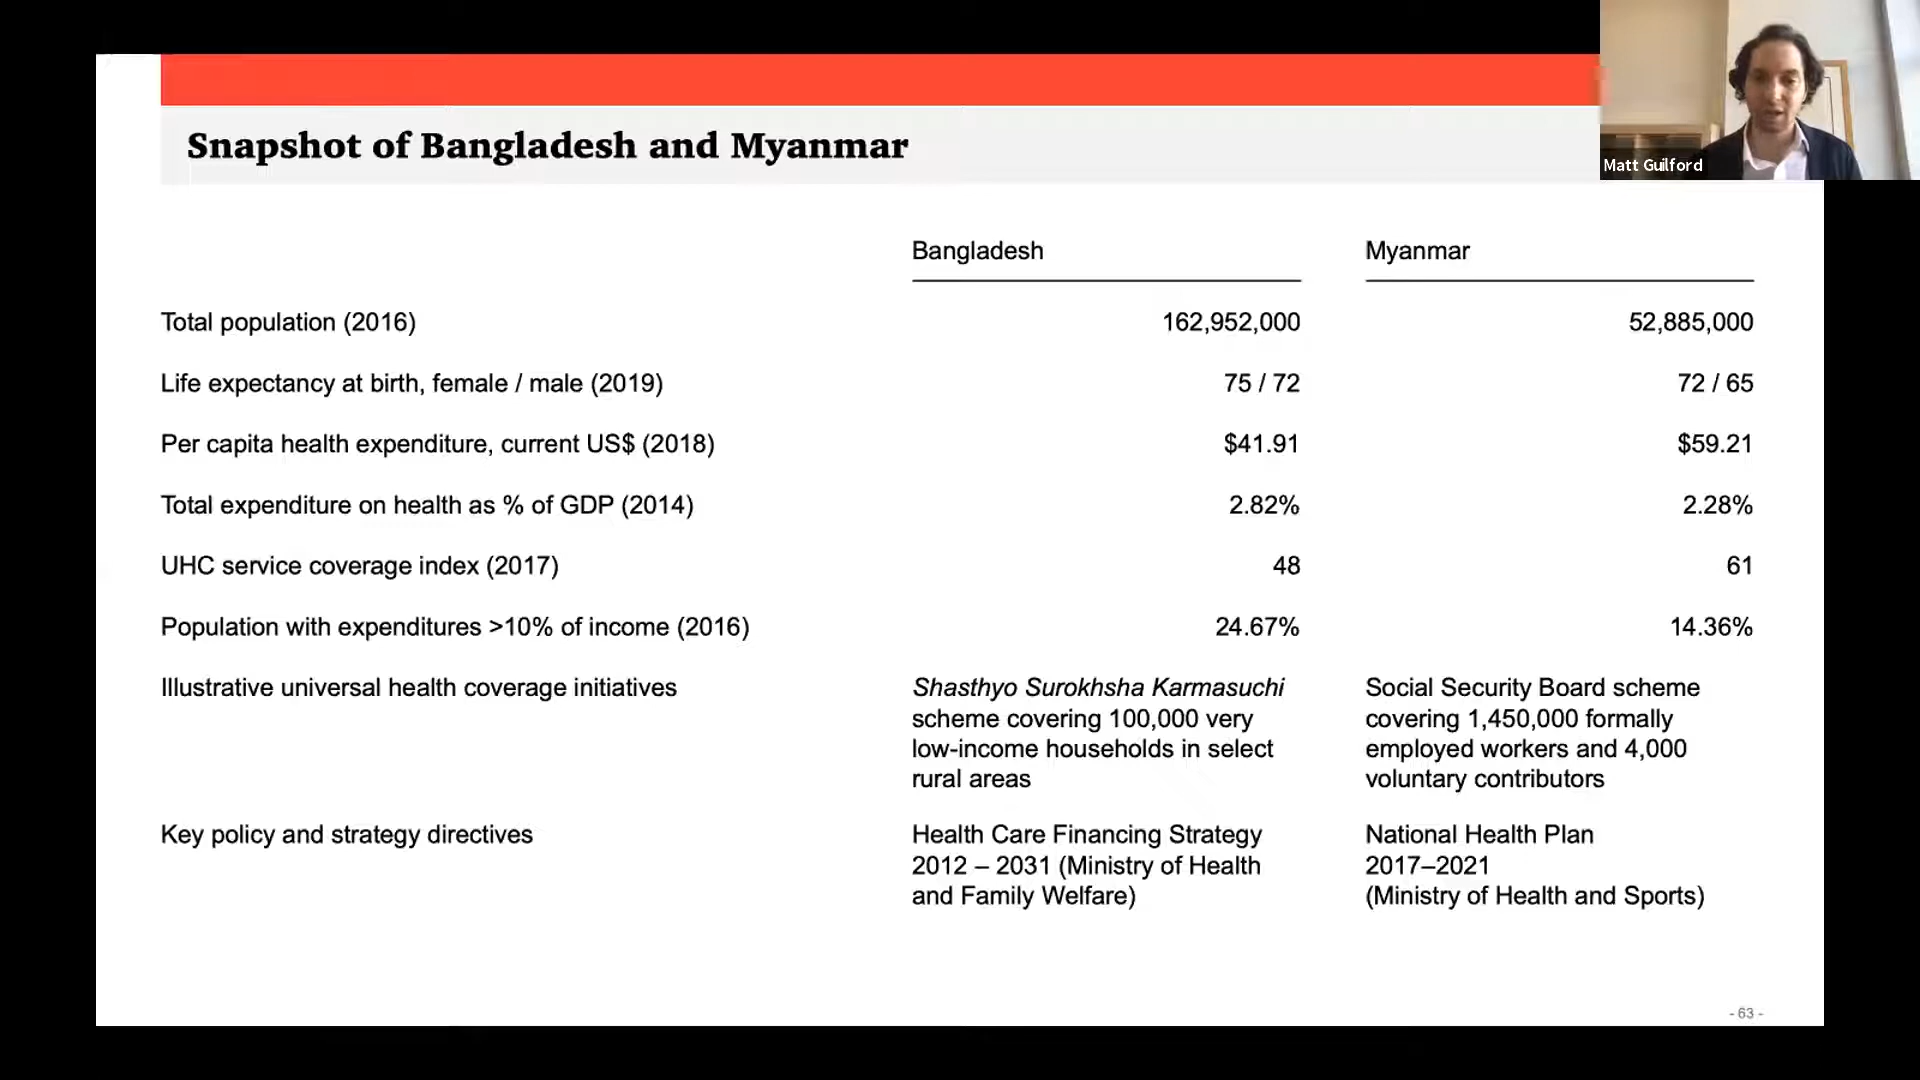 Snapshot of Bangladesh and Myanmar
Matt Guilford
Bangladesh Myanmar
Total population (2016) 162,952,000 52,885,000
Life expectancy at birth, female / male (2019) 75 / 72 72 / 65
Per capita health expenditure, current US$ (2018) $41.91 $59.21
Total expenditure on health as % of GDP (2014) 2.82% 2.28%
UHC service coverage index (2017) 48 61
Population with expenditures >10% of income (2016) 24.67% 14.36%
Illustrative universal health coverage initiatives
Shasthyo Surokhsha Karmasuchi
scheme covering 100,000 very
low-income households in select
rural areas
Social Security Board scheme
covering 1,450,000 formally
employed workers and 4,000
voluntary contributors
Key policy and strategy directives
Health Care Financing Strategy
2012 – 2031 (Ministry of Health
and Family Welfare)
National Health Plan
2017–2021
(Ministry of Health and Sports)
- 63 -